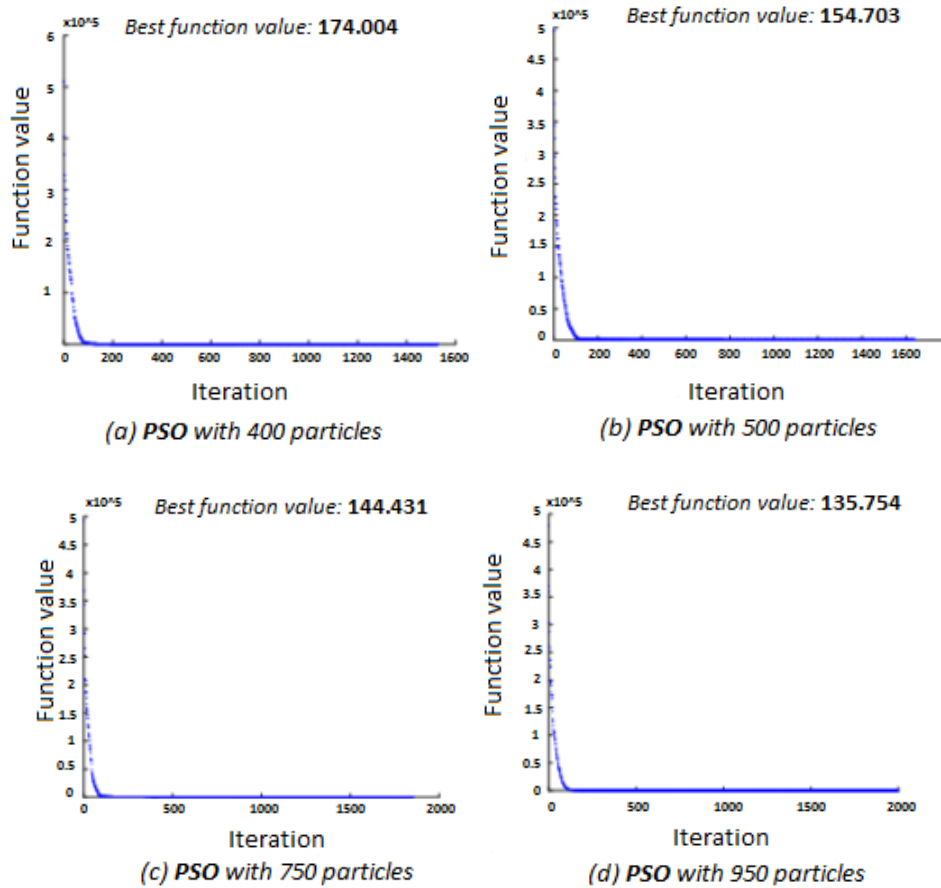 x10^5
Best function value: 174.004
6
5
4
3
2
1
Function value
0 200 400 600 800 1000 1200 1400 1600
Iteration
(a) PSO with 400 particles
x10^5
Best function value: 154.703
5
4.5
4
3.5
3
2.5
2
1.5
1
0.5
0
Function value
0 200 400 600 800 1000 1200 1400 1600
Iteration
(b) PSO with 500 particles
x10^5
Best function value: 144.431
5
4.5
4
3.5
3
2.5
2
1.5
1
0.5
0
Function value
0 500 1000 1500 2000
Iteration
(c) PSO with 750 particles
x10^5
Best function value: 135.754
5
4.5
4
3.5
3
2.5
2
1.5
1
0.5
0
Function value
0 500 1000 1500 2000
Iteration
(d) PSO with 950 particles